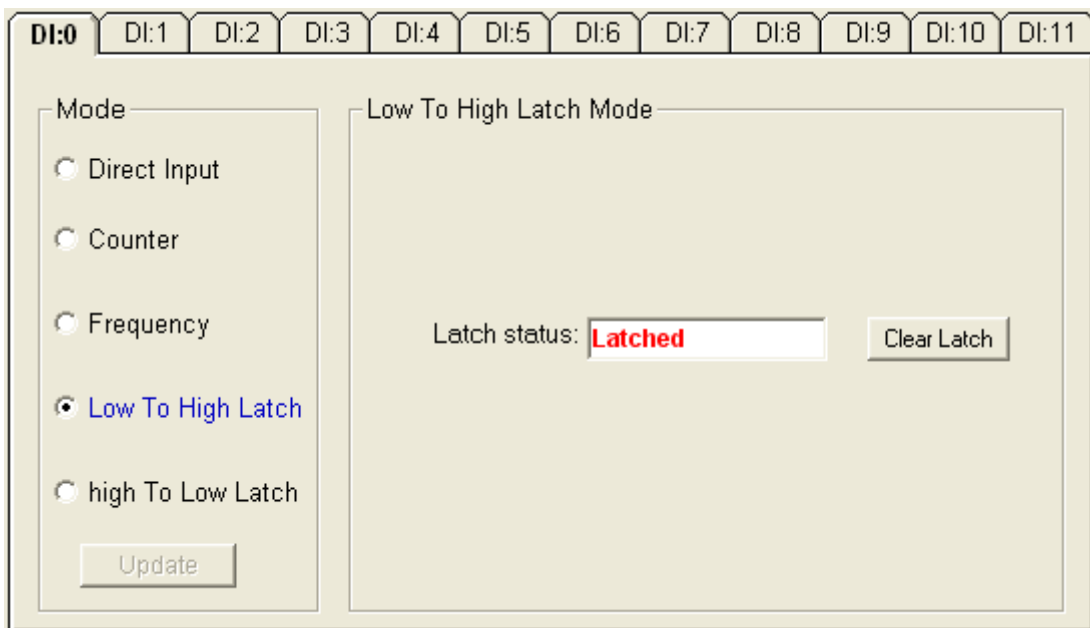 DI:0 DI:1 DI:2 DI:3 DI:4 DI:5 DI:6 DI:7 DI:8 DI:9 DI:10 DI:11
Mode
Direct Input
Counter
Frequency
Low To High Latch
high To Low Latch
Update
Low To High Latch Mode
Latch status: Latched Clear Latch